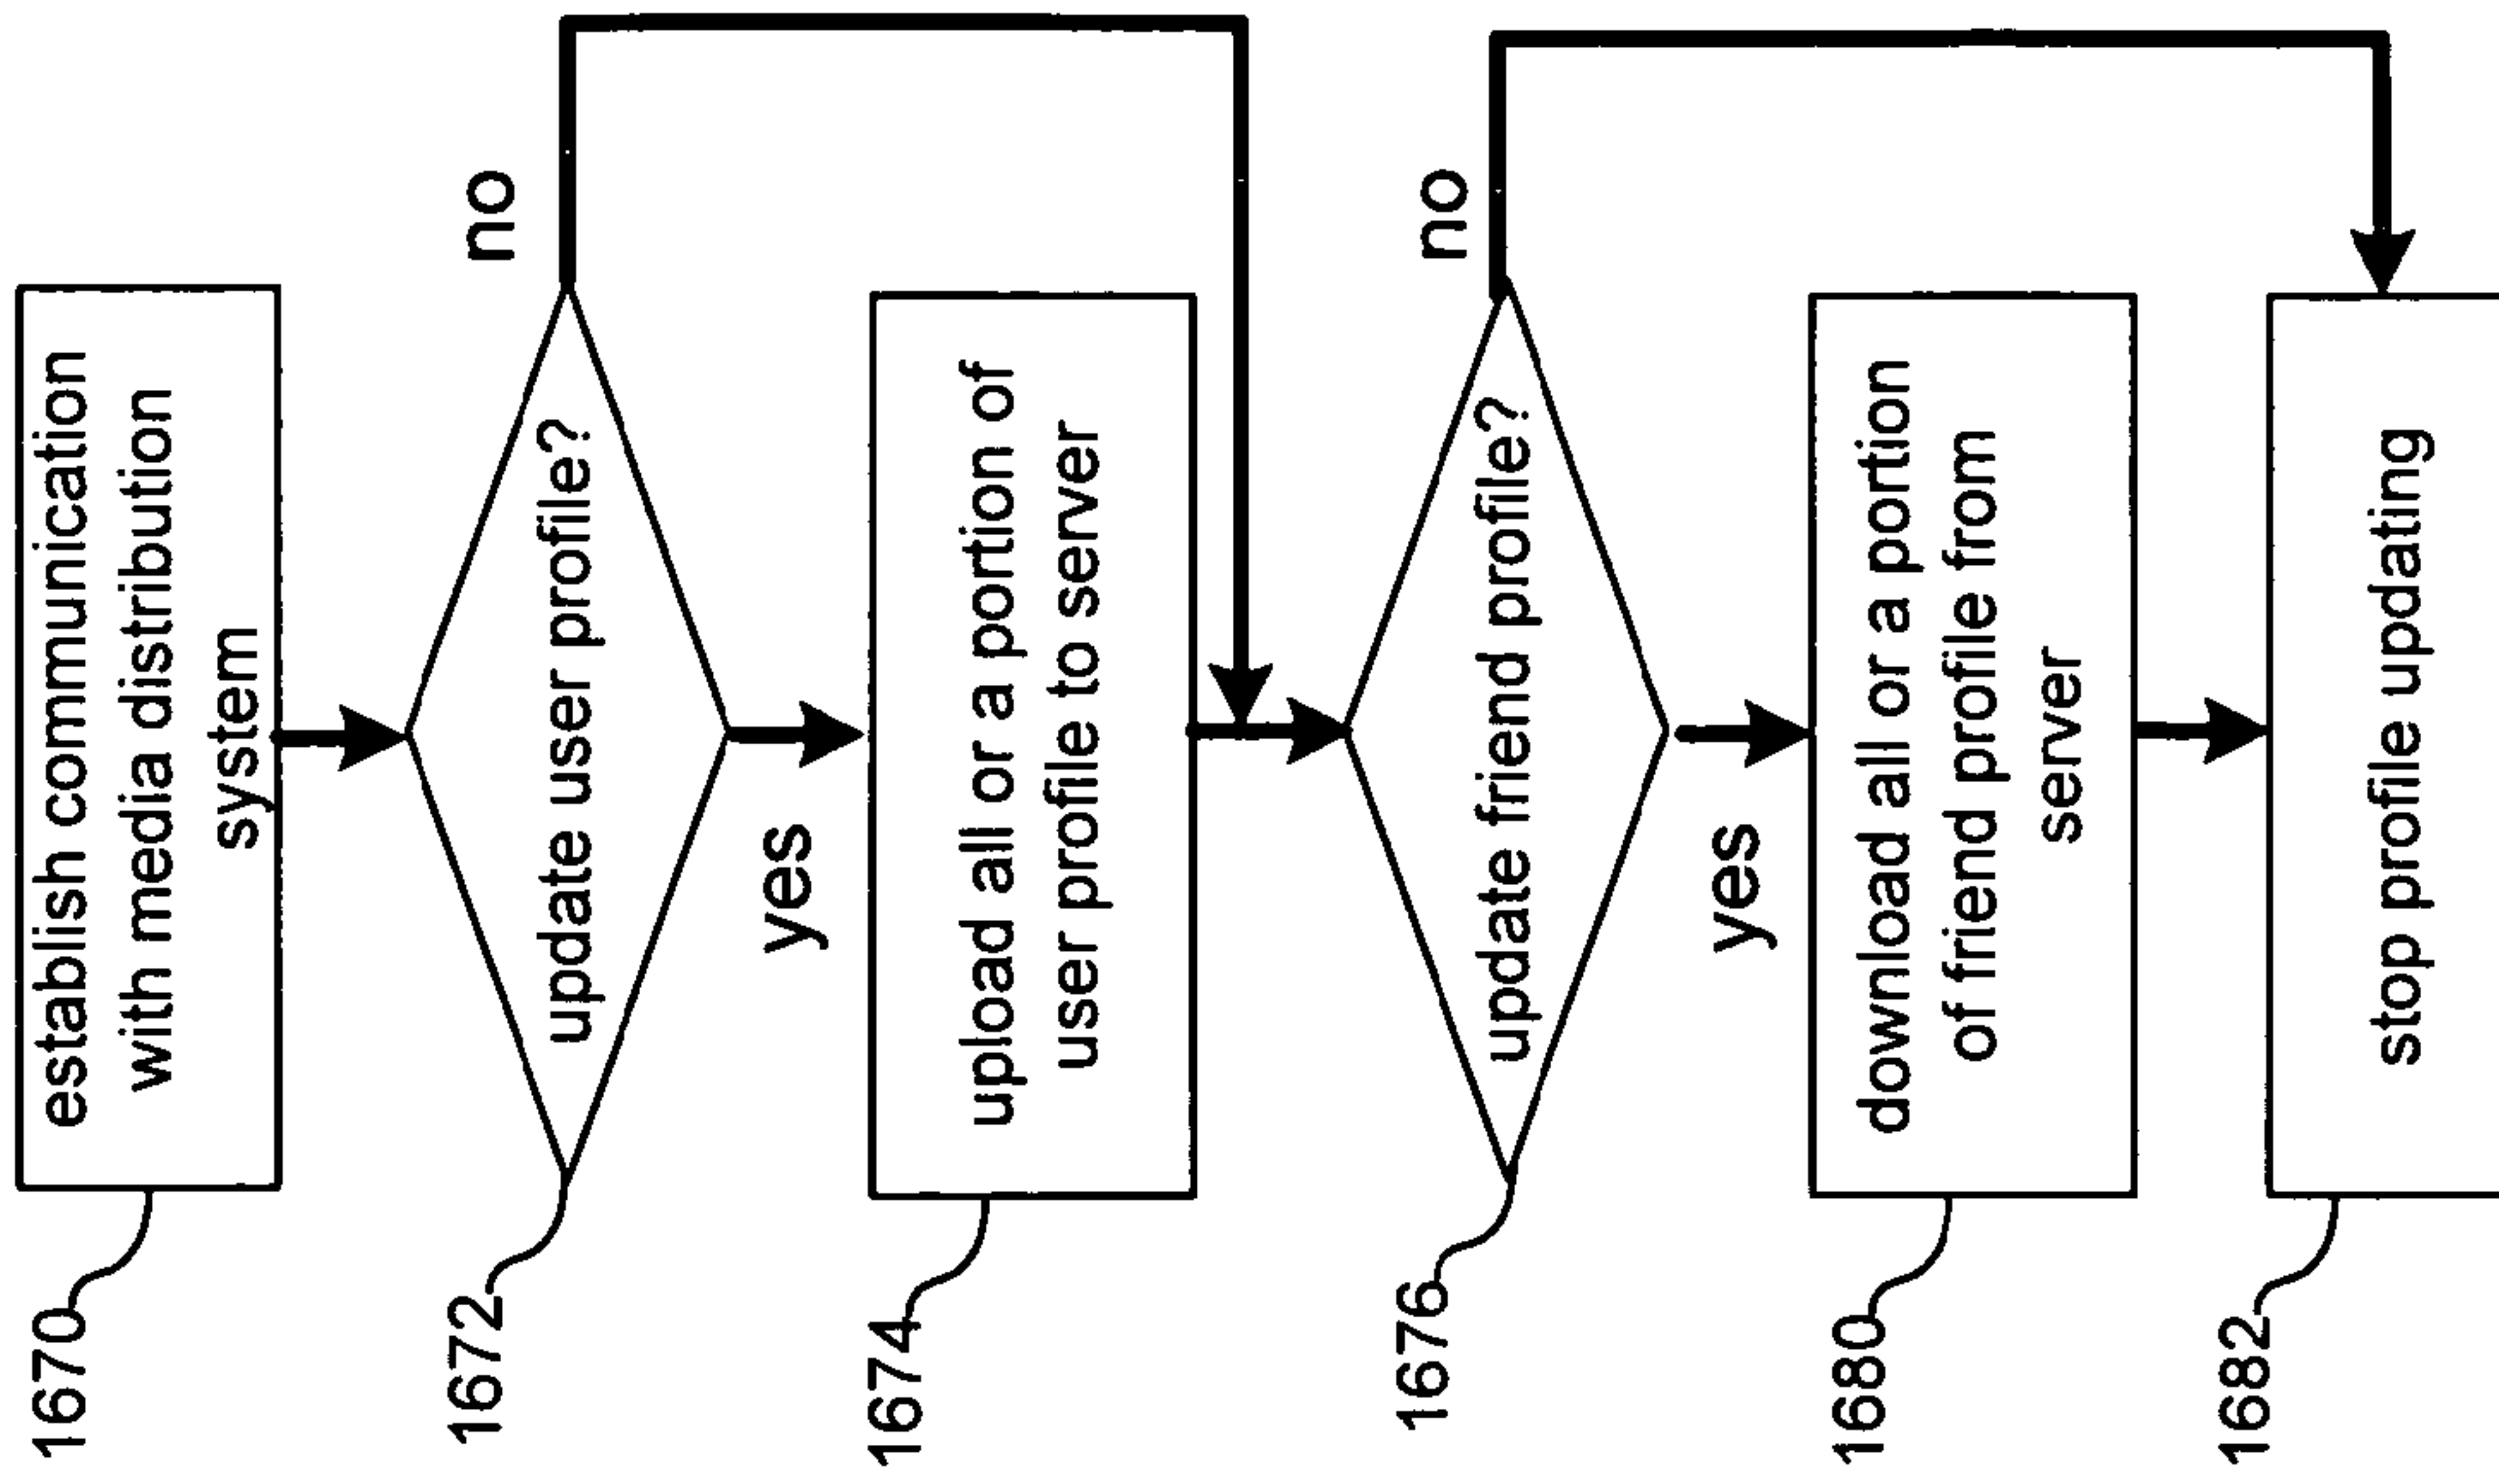 1670
establish communication
with media distribution
system
1672
update user profile?
no
yes
1674
upload all or a portion of
user profile to server
1676
update friend profile?
no
yes
1680
download all or a portion
of friend profile from
server
1682
stop profile updating